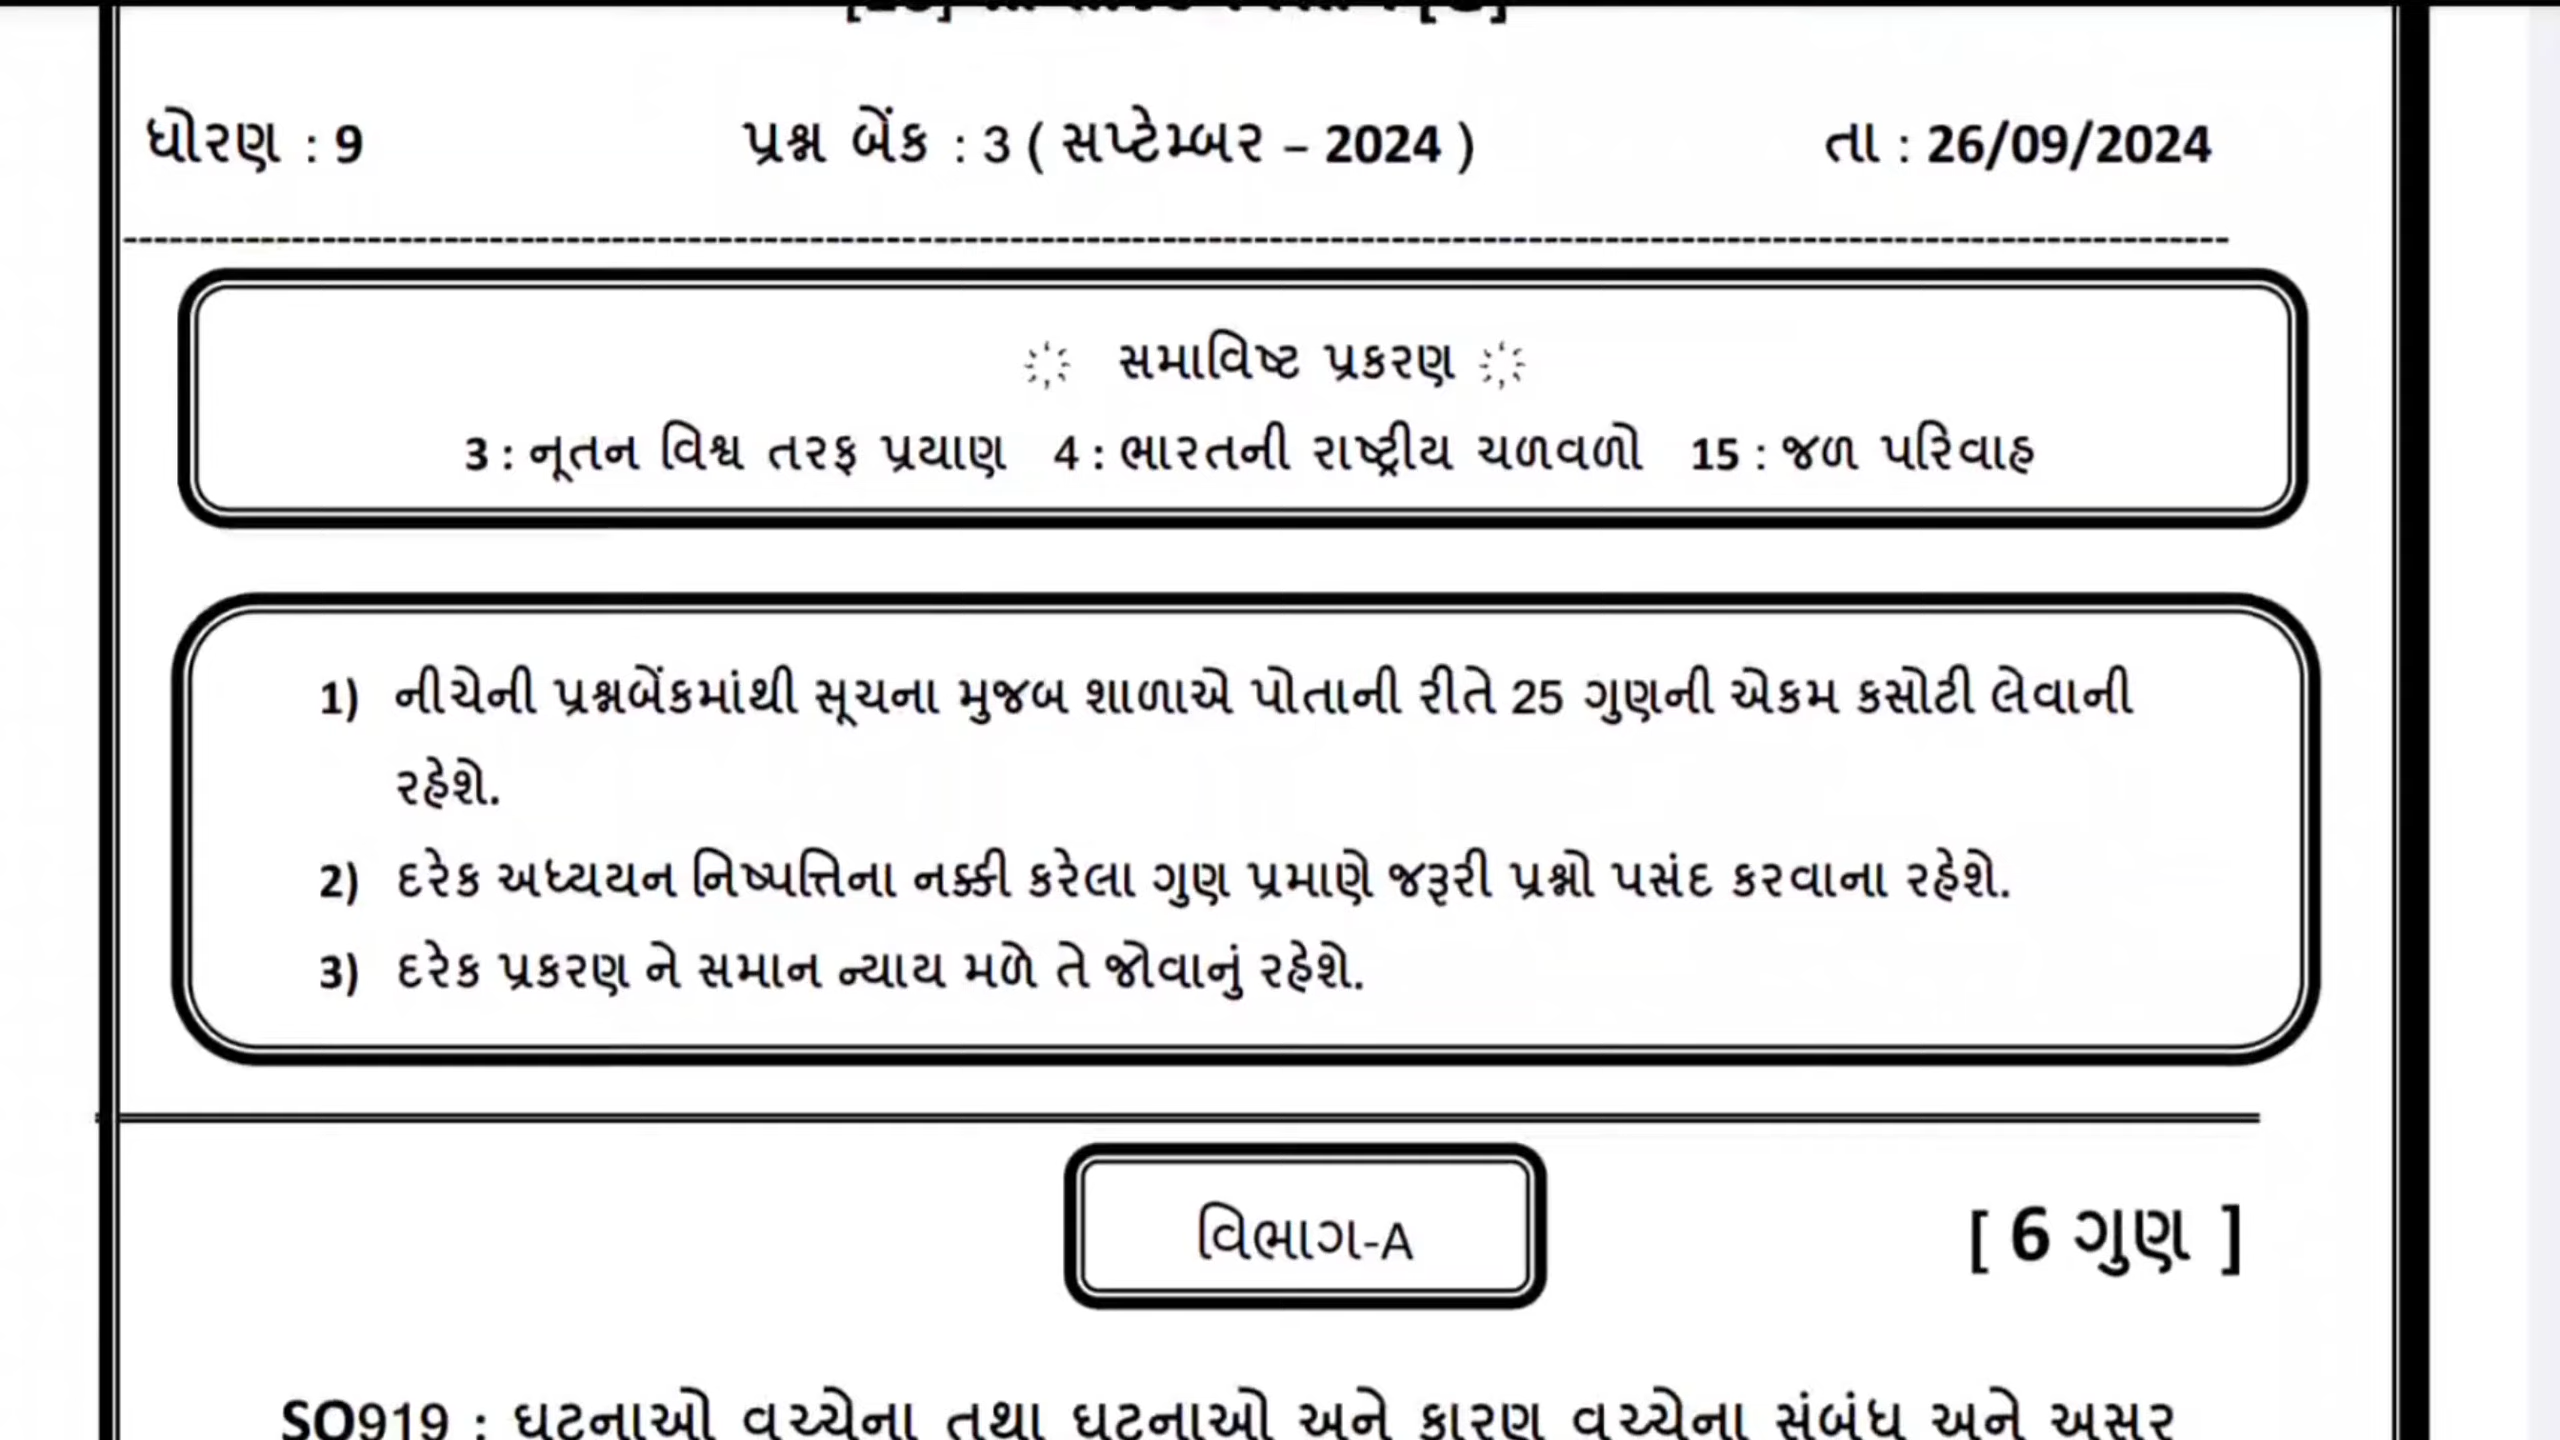 ધોરણ : 9 પ્રશ્ન બેંક : 3 ( સપ્ટેમ્બર – 2024 ) તા : 26/09/2024
સમાવિષ્ટ પ્રકરણ
3 : નૂતન વિશ્વ તરફ પ્રયાણ 4 : ભારતની રાષ્ટ્રીય ચળવળો 15 : જળ પરિવાહ
1) નીચેની પ્રશ્નબેંકમાંથી સૂચના મુજબ શાળાએ પોતાની રીતે 25 ગુણની એકમ કસોટી લેવાની
રહેશે.
2) દરેક અધ્યયન નિષ્પત્તિના નક્કી કરેલા ગુણ પ્રમાણે જરૂરી પ્રશ્નો પસંદ કરવાના રહેશે.
3) દરેક પ્રકરણ ને સમાન ન્યાય મળે તે જોવાનું રહેશે.
વિભાગ-A [ 6 ગુણ ]
SO919 : ઘટનાઓ વચ્ચેના તથા ઘટનાઓ અને કારણ વચ્ચેના સંબંધ અને અસર